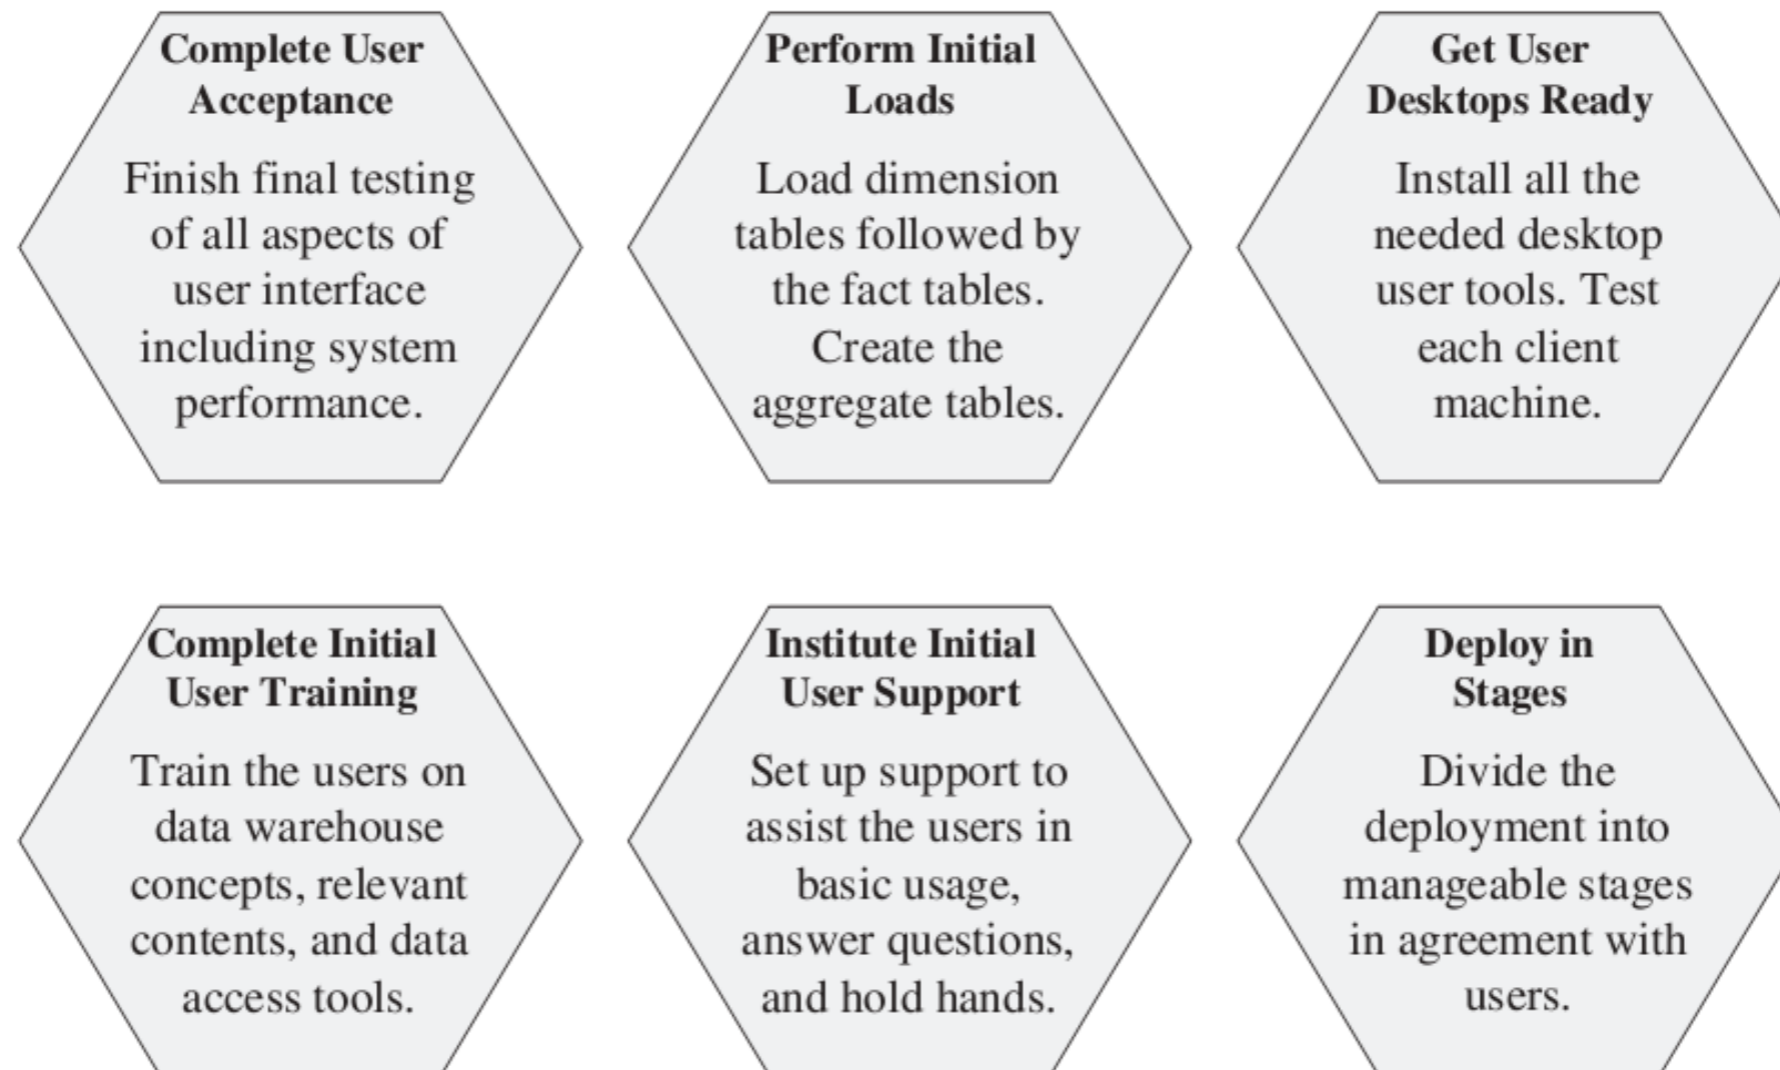 Complete User
Acceptance
Finish final testing
of all aspects of
user interface
including system
performance.
Perform Initial
Loads
Load dimension
tables followed by
the fact tables.
Create the
aggregate tables.
Get User
Desktops Ready
Install all the
needed desktop
user tools. Test
each client
machine.
Complete Initial
User Training
Train the users on
data warehouse
concepts, relevant
contents, and data
access tools.
Institute Initial
User Support
Set up support to
assist the users in
basic usage,
answer questions,
and hold hands.
Deploy in
Stages
Divide the
deployment into
manageable stages
in agreement with
users.